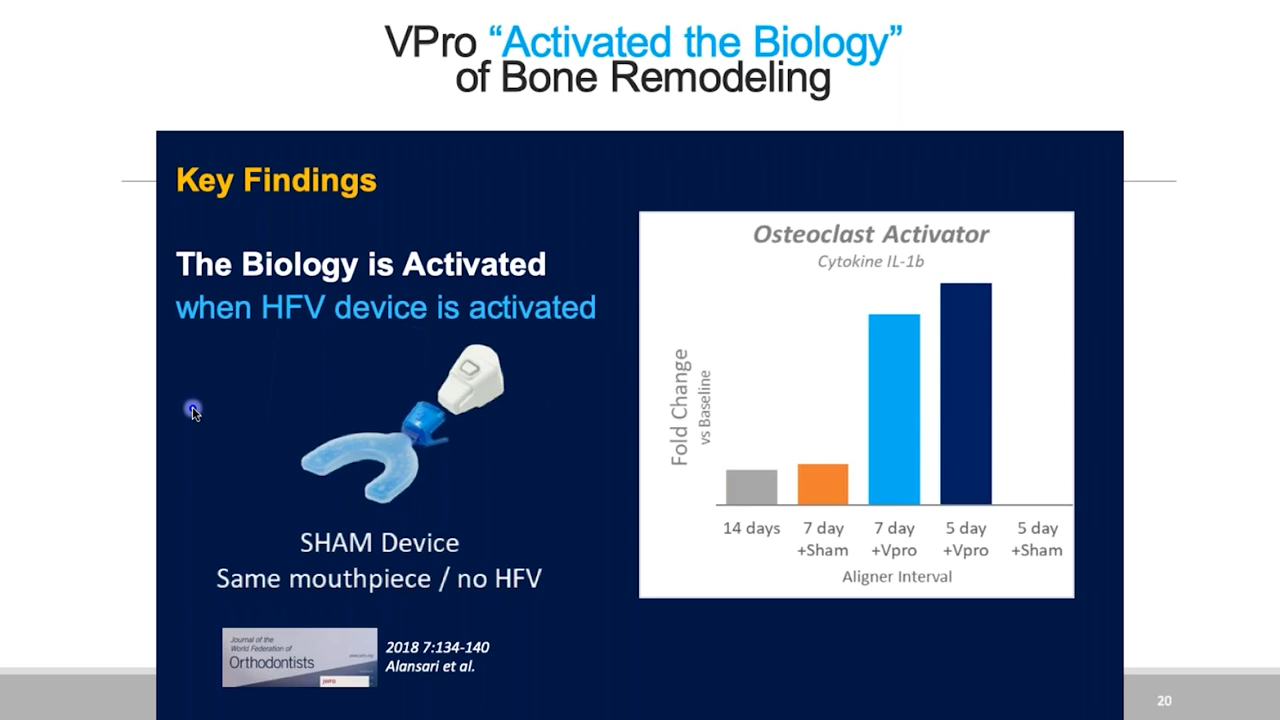 VPro “Activated the Biology”
of Bone Remodeling
Key Findings
The Biology is Activated
when HFV device is activated
SHAM Device
Same mouthpiece / no HFV
Journal of the
World Federation of
Orthodontists
jwfo
2018 7:134-140
Alansari et al.
Osteoclast Activator
Cytokine IL-1b
Fold Change
vs Baseline
14 days
7 day
+Sham
7 day
+Vpro
5 day
+Vpro
5 day
+Sham
Aligner Interval
20